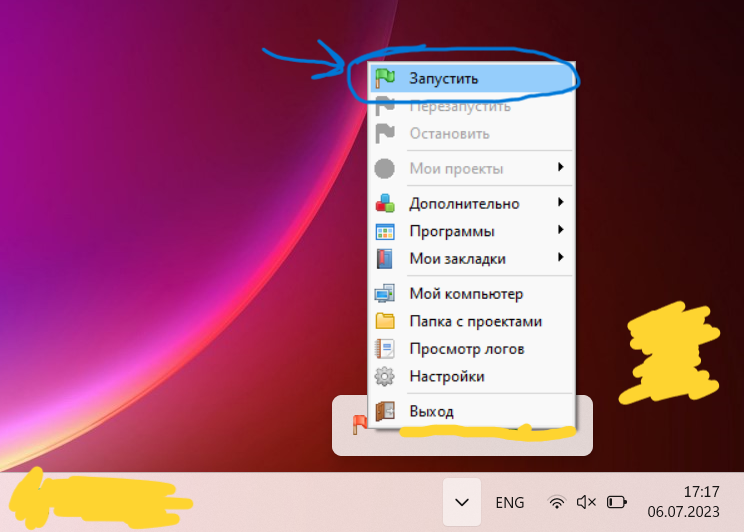 Запустить
Перезапустить
Остановить
Мои проекты
Дополнительно
Программы
Мои закладки
Мой компьютер
Папка с проектами
Просмотр логов
Настройки
Выход
ENG
17:17
06.07.2023